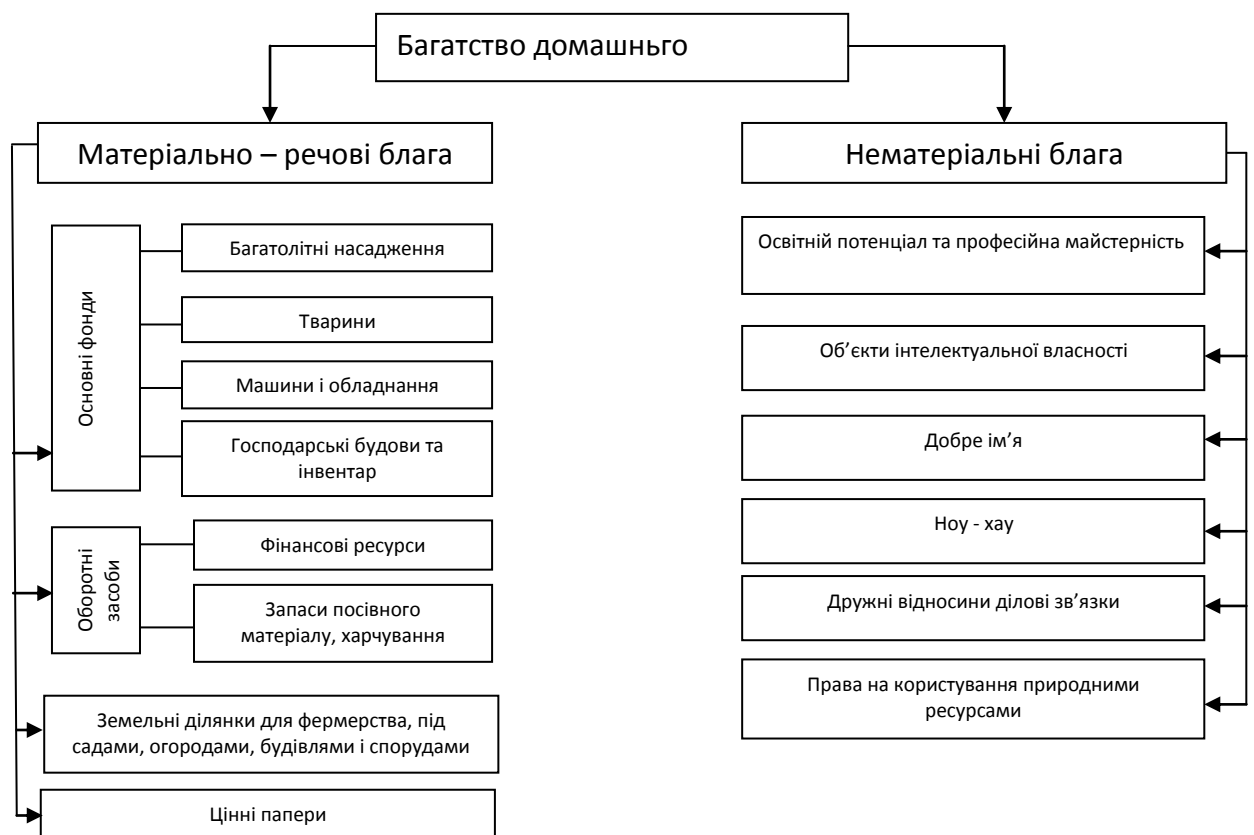 Багатство домашнього
Матеріально – речові блага
Основні фонди
Багатолітні насадження
Тварини
Машини і обладнання
Господарські будови та
інвентар
Оборотні
засоби
Фінансові ресурси
Запаси посівного
матеріалу, харчування
Земельні ділянки для фермерства, під
садами, огородами, будівлями і спорудами
Цінні папери
Нематеріальні блага
Освітній потенціал та професійна майстерність
Об’єкти інтелектуальної власності
Добре ім’я
Ноу - хау
Дружні відносини ділові зв’язки
Права на користування природними
ресурсами